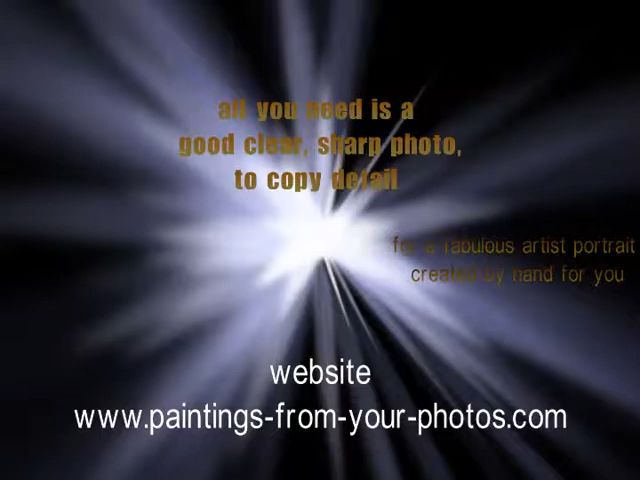 all you need is a
good clear, sharp photo,
to copy detail
for a fabulous artist portrait
created by hand for you
website
www.paintings-from-your-photos.com